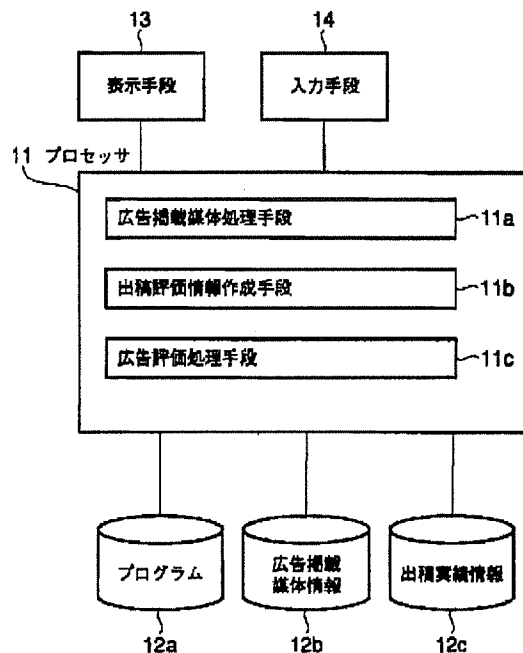 13
14
表示手段
入力手段
11 プロセッサ
広告掲載媒体処理手段
11a
出稿評価情報作成手段
11b
広告評価処理手段
11c
プログラム
広告掲載
媒体情報
出稿実績情報
12a
12b
12c